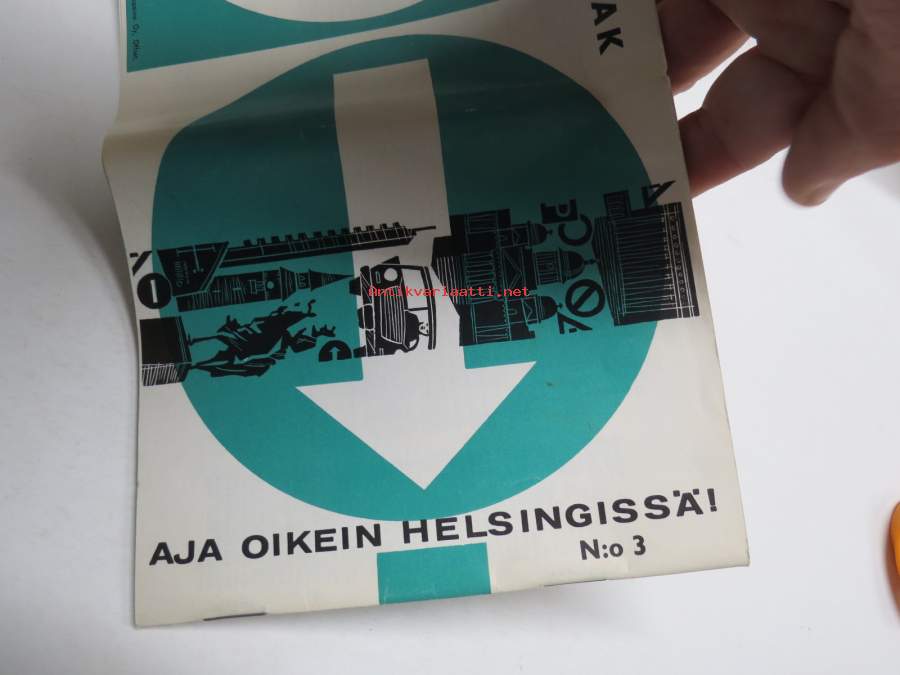 AK
antikvariaatti.net
AJA OIKEIN HELSINGISSÄ!
N:o 3